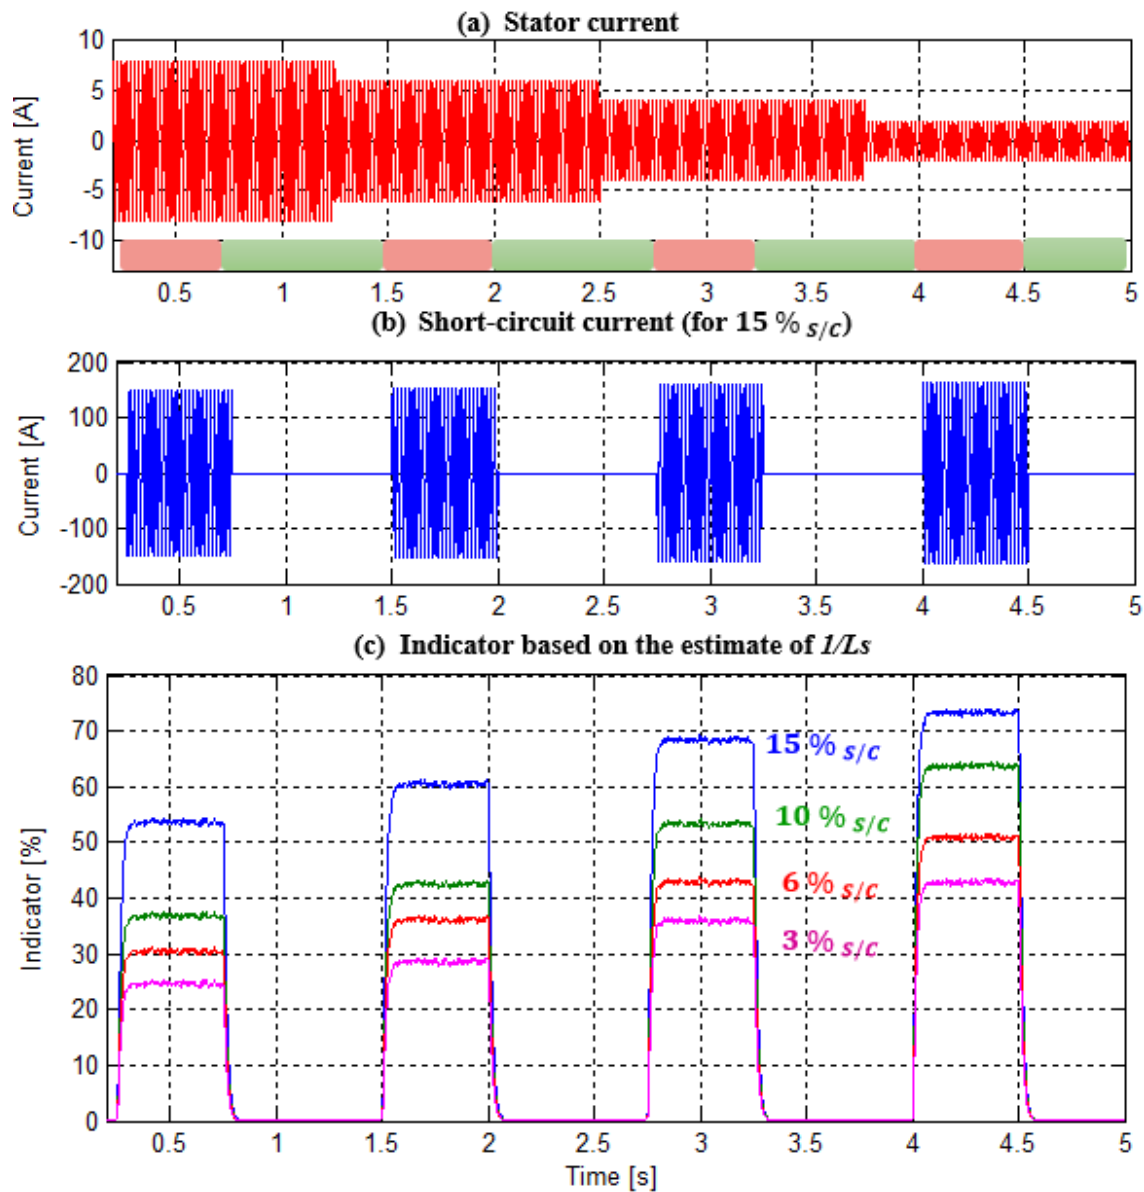 (a) Stator current
Current [A]
10
5
0
-5
-10
0.5 1 1.5 2 2.5 3 3.5 4 4.5 5
(b) Short-circuit current (for 15 % s/c)
Current [A]
200
100
0
-100
-200
0.5 1 1.5 2 2.5 3 3.5 4 4.5 5
(c) Indicator based on the estimate of 1/Ls
Indicator [%]
80
70
60
50
40
30
20
10
0
15 % s/c
10 % s/c
6 % s/c
3 % s/c
0.5 1 1.5 2 2.5 3 3.5 4 4.5 5
Time [s]